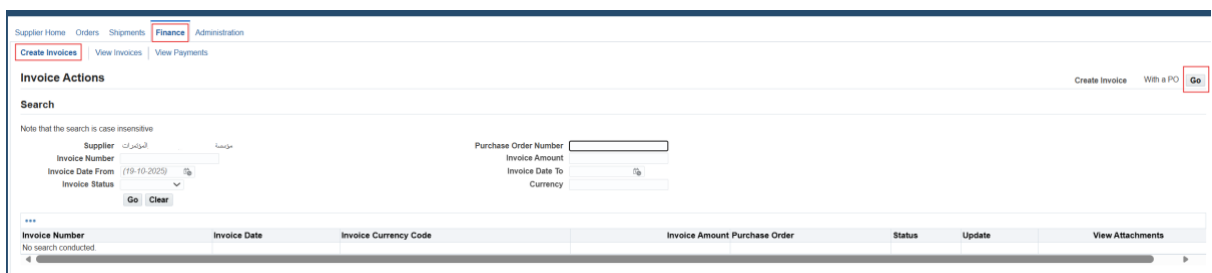 Supplier Home Orders Shipments Finance Administration
Create Invoices View Invoices View Payments
Invoice Actions
Create Invoice With a PO Go
Search
Note that the search is case insensitive
Supplier مؤسسة المؤتمرات Purchase Order Number
Invoice Number Invoice Amount
Invoice Date From (19-10-2025) Invoice Date To
Invoice Status Currency
Go Clear
•••
Invoice Number Invoice Date Invoice Currency Code Invoice Amount Purchase Order Status Update View Attachments
No search conducted.